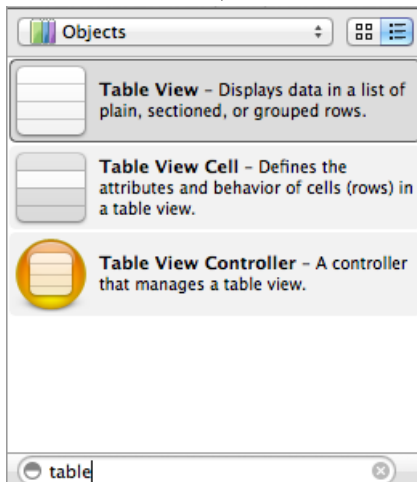 Objects
Table View – Displays data in a list of
plain, sectioned, or grouped rows.
Table View Cell – Defines the
attributes and behavior of cells (rows) in
a table view.
Table View Controller – A controller
that manages a table view.
table